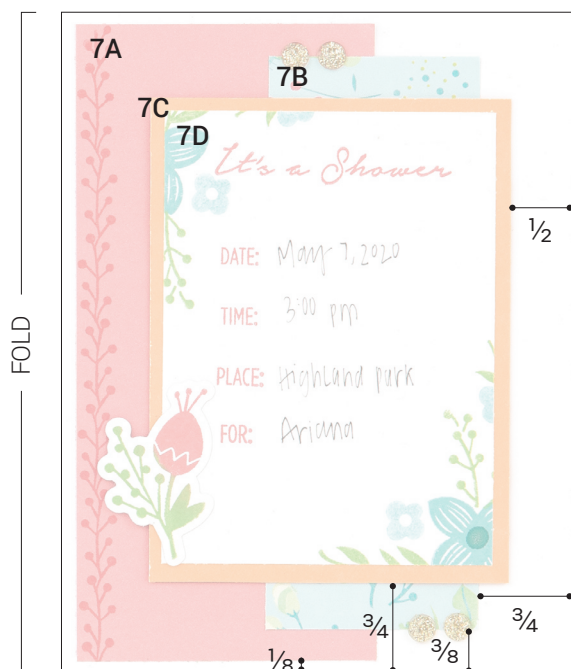 7A
7B
7C
7D
It's a Shower
½
DATE: May 7, 2020
TIME: 3:00 pm
FOLD
PLACE: Highland park
FOR: Ariana
¾
¾
⅜
⅛